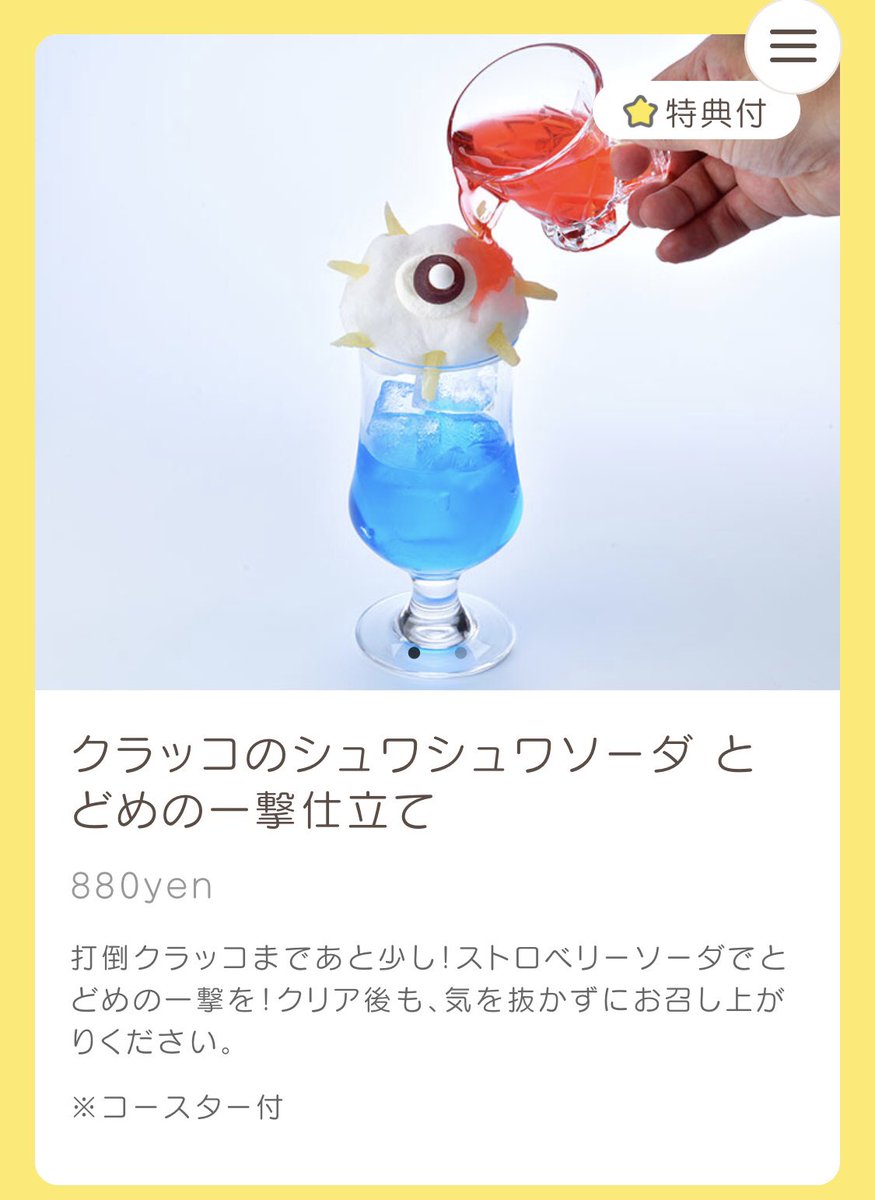 特典付
クラッコのシュワシュワソーダ と
どめの一撃仕立て
880yen
打倒クラッコまであと少し!ストロベリーソーダでと
どめの一撃を!クリア後も、気を抜かずにお召し上が
りください。
※コースター付